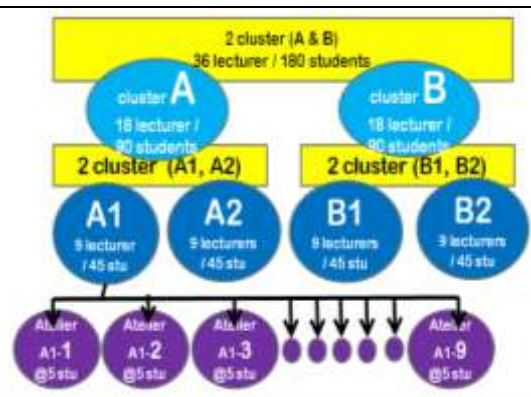 2 cluster (A & B)
36 lecturer / 180 students
cluster A
18 lecturer /
90 students
cluster B
18 lecturer /
90 students
2 cluster (A1, A2)
2 cluster (B1, B2)
A1
9 lecturer
/ 45 stu
A2
9 lecturers
/ 45 stu
B1
9 lecturers
/ 45 stu
B2
9 lecturers
/ 45 stu
Atelier
A1-1
@5 stu
Atelier
A1-2
@5 stu
Atelier
A1-3
@5 stu
Atelier
A1-9
@5 stu